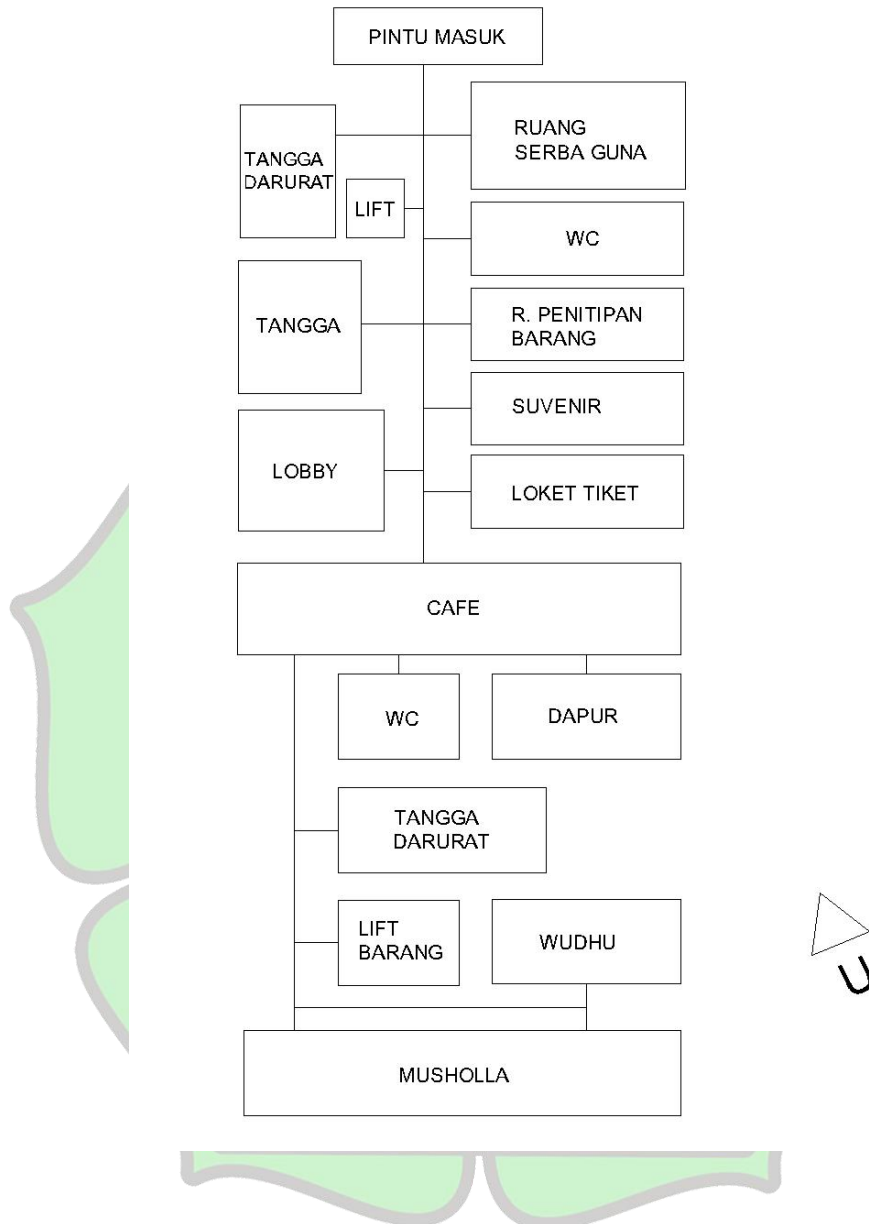 PINTU MASUK
TANGGA
DARURAT
RUANG
SERBA GUNA
LIFT
WC
TANGGA
R. PENITIPAN
BARANG
SUVENIR
LOBBY
LOKET TIKET
CAFE
WC
DAPUR
TANGGA
DARURAT
LIFT
BARANG
WUDHU
U
MUSHOLLA